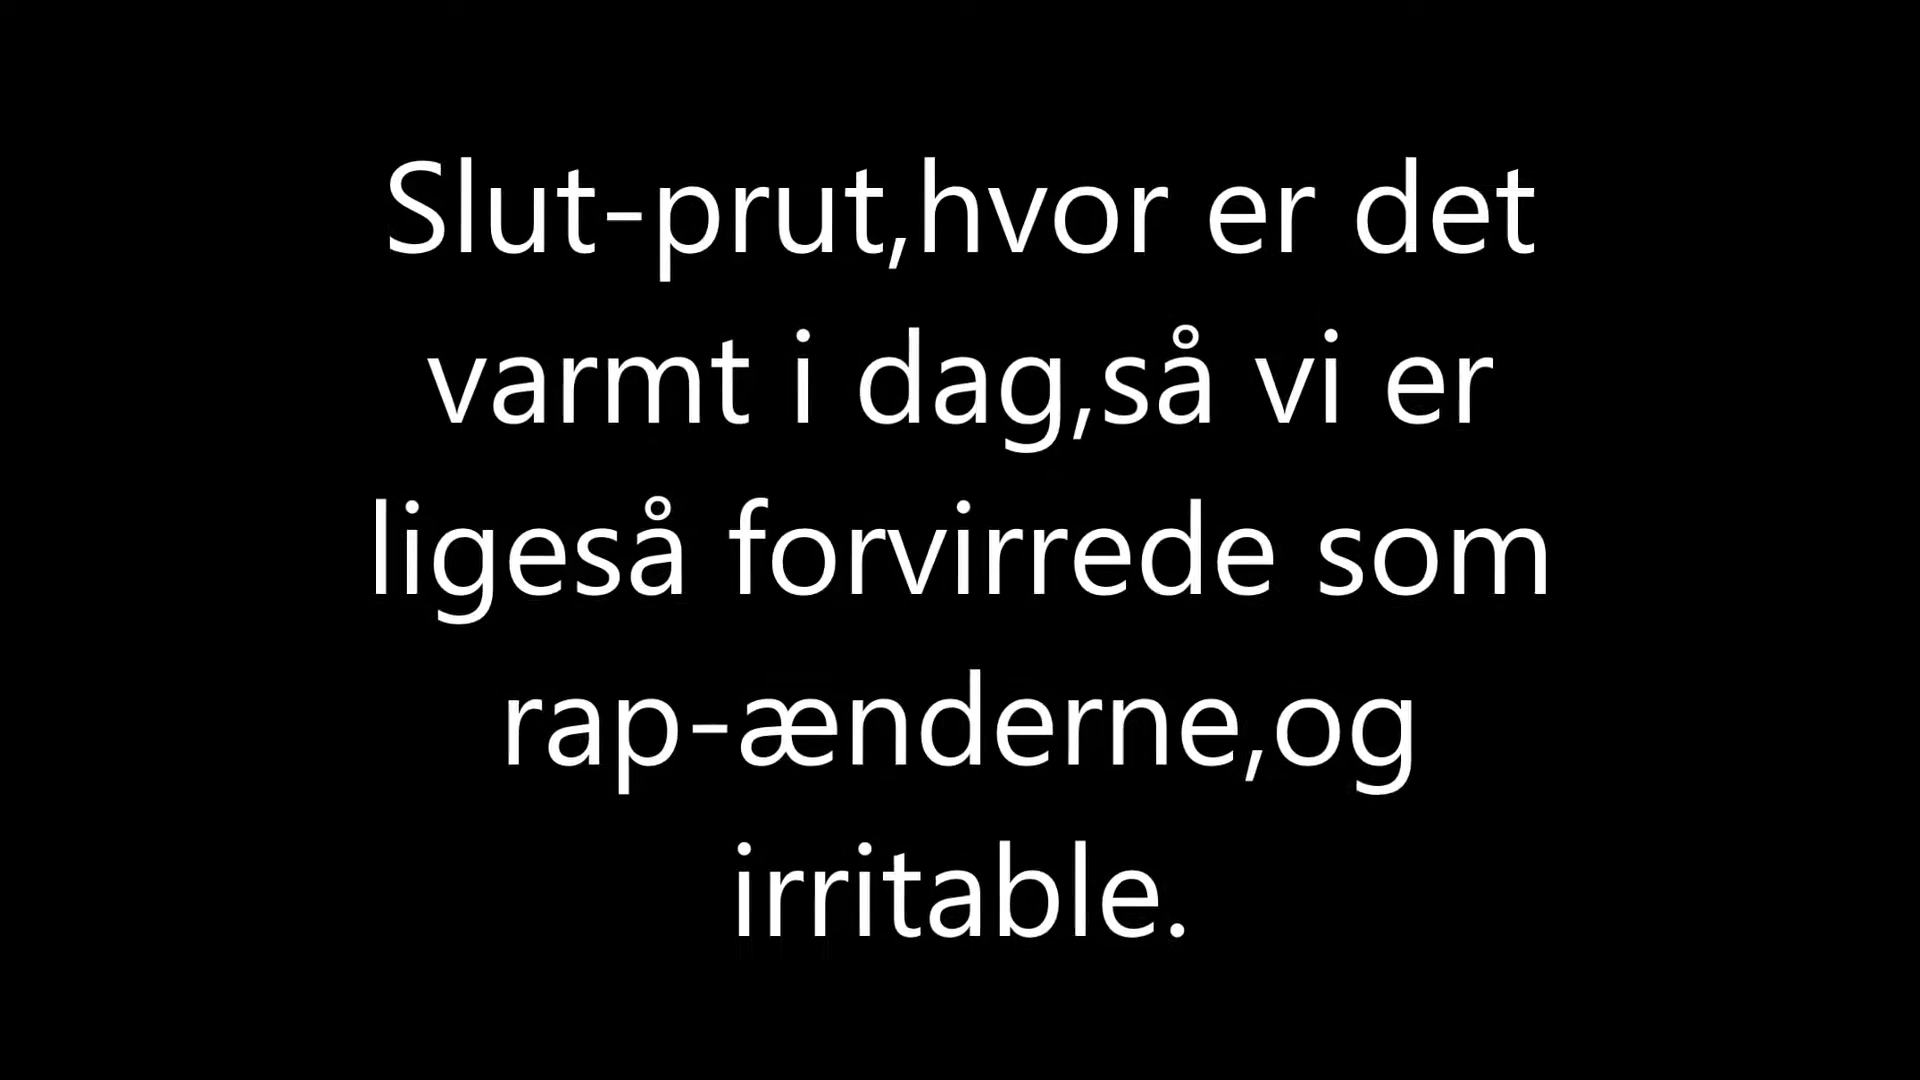 Slut-prut,hvor er det
varmt i dag,så vi er
ligeså forvirrede som
rap-ænderne,og
irritable.